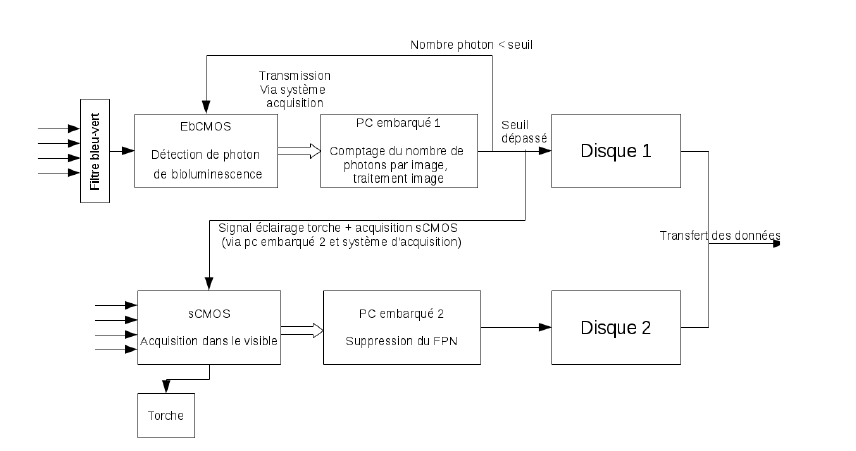 Nombre photon < seuil
Transmission
Via système
acquisition
Filtre bleu-vert
EbCMOS
Détection de photon
de bioluminescence
PC embarqué 1
Comptage du nombre de
photons par image,
traitement image
Seuil
dépassé
Disque 1
Transfert des données
Signal éclairage torche + acquisition sCMOS
(via pc embarqué 2 et système d'acquisition)
sCMOS
Acquisition dans le visible
PC embarqué 2
Suppression du FPN
Disque 2
Torche